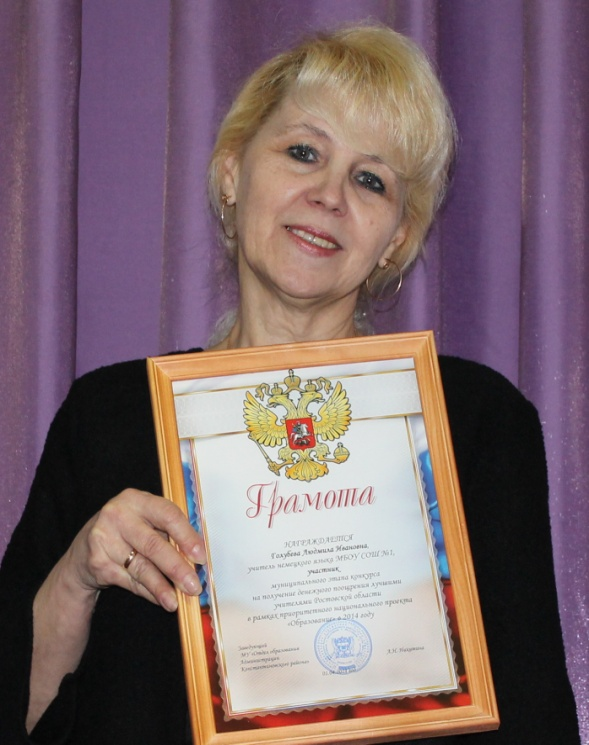 Грамота
НАГРАЖДАЕТСЯ
Голубева Людмила Ивановна,
учитель немецкого языка МБОУ СОШ №1,
участник
муниципального этапа конкурса
на получение денежного поощрения лучшими
учителями Ростовской области
в рамках приоритетного национального проекта
«Образование» в 2014 году
Заведующий
МУ «Отдел образования
Администрации
Константиновского района»
А.Н. Никитина